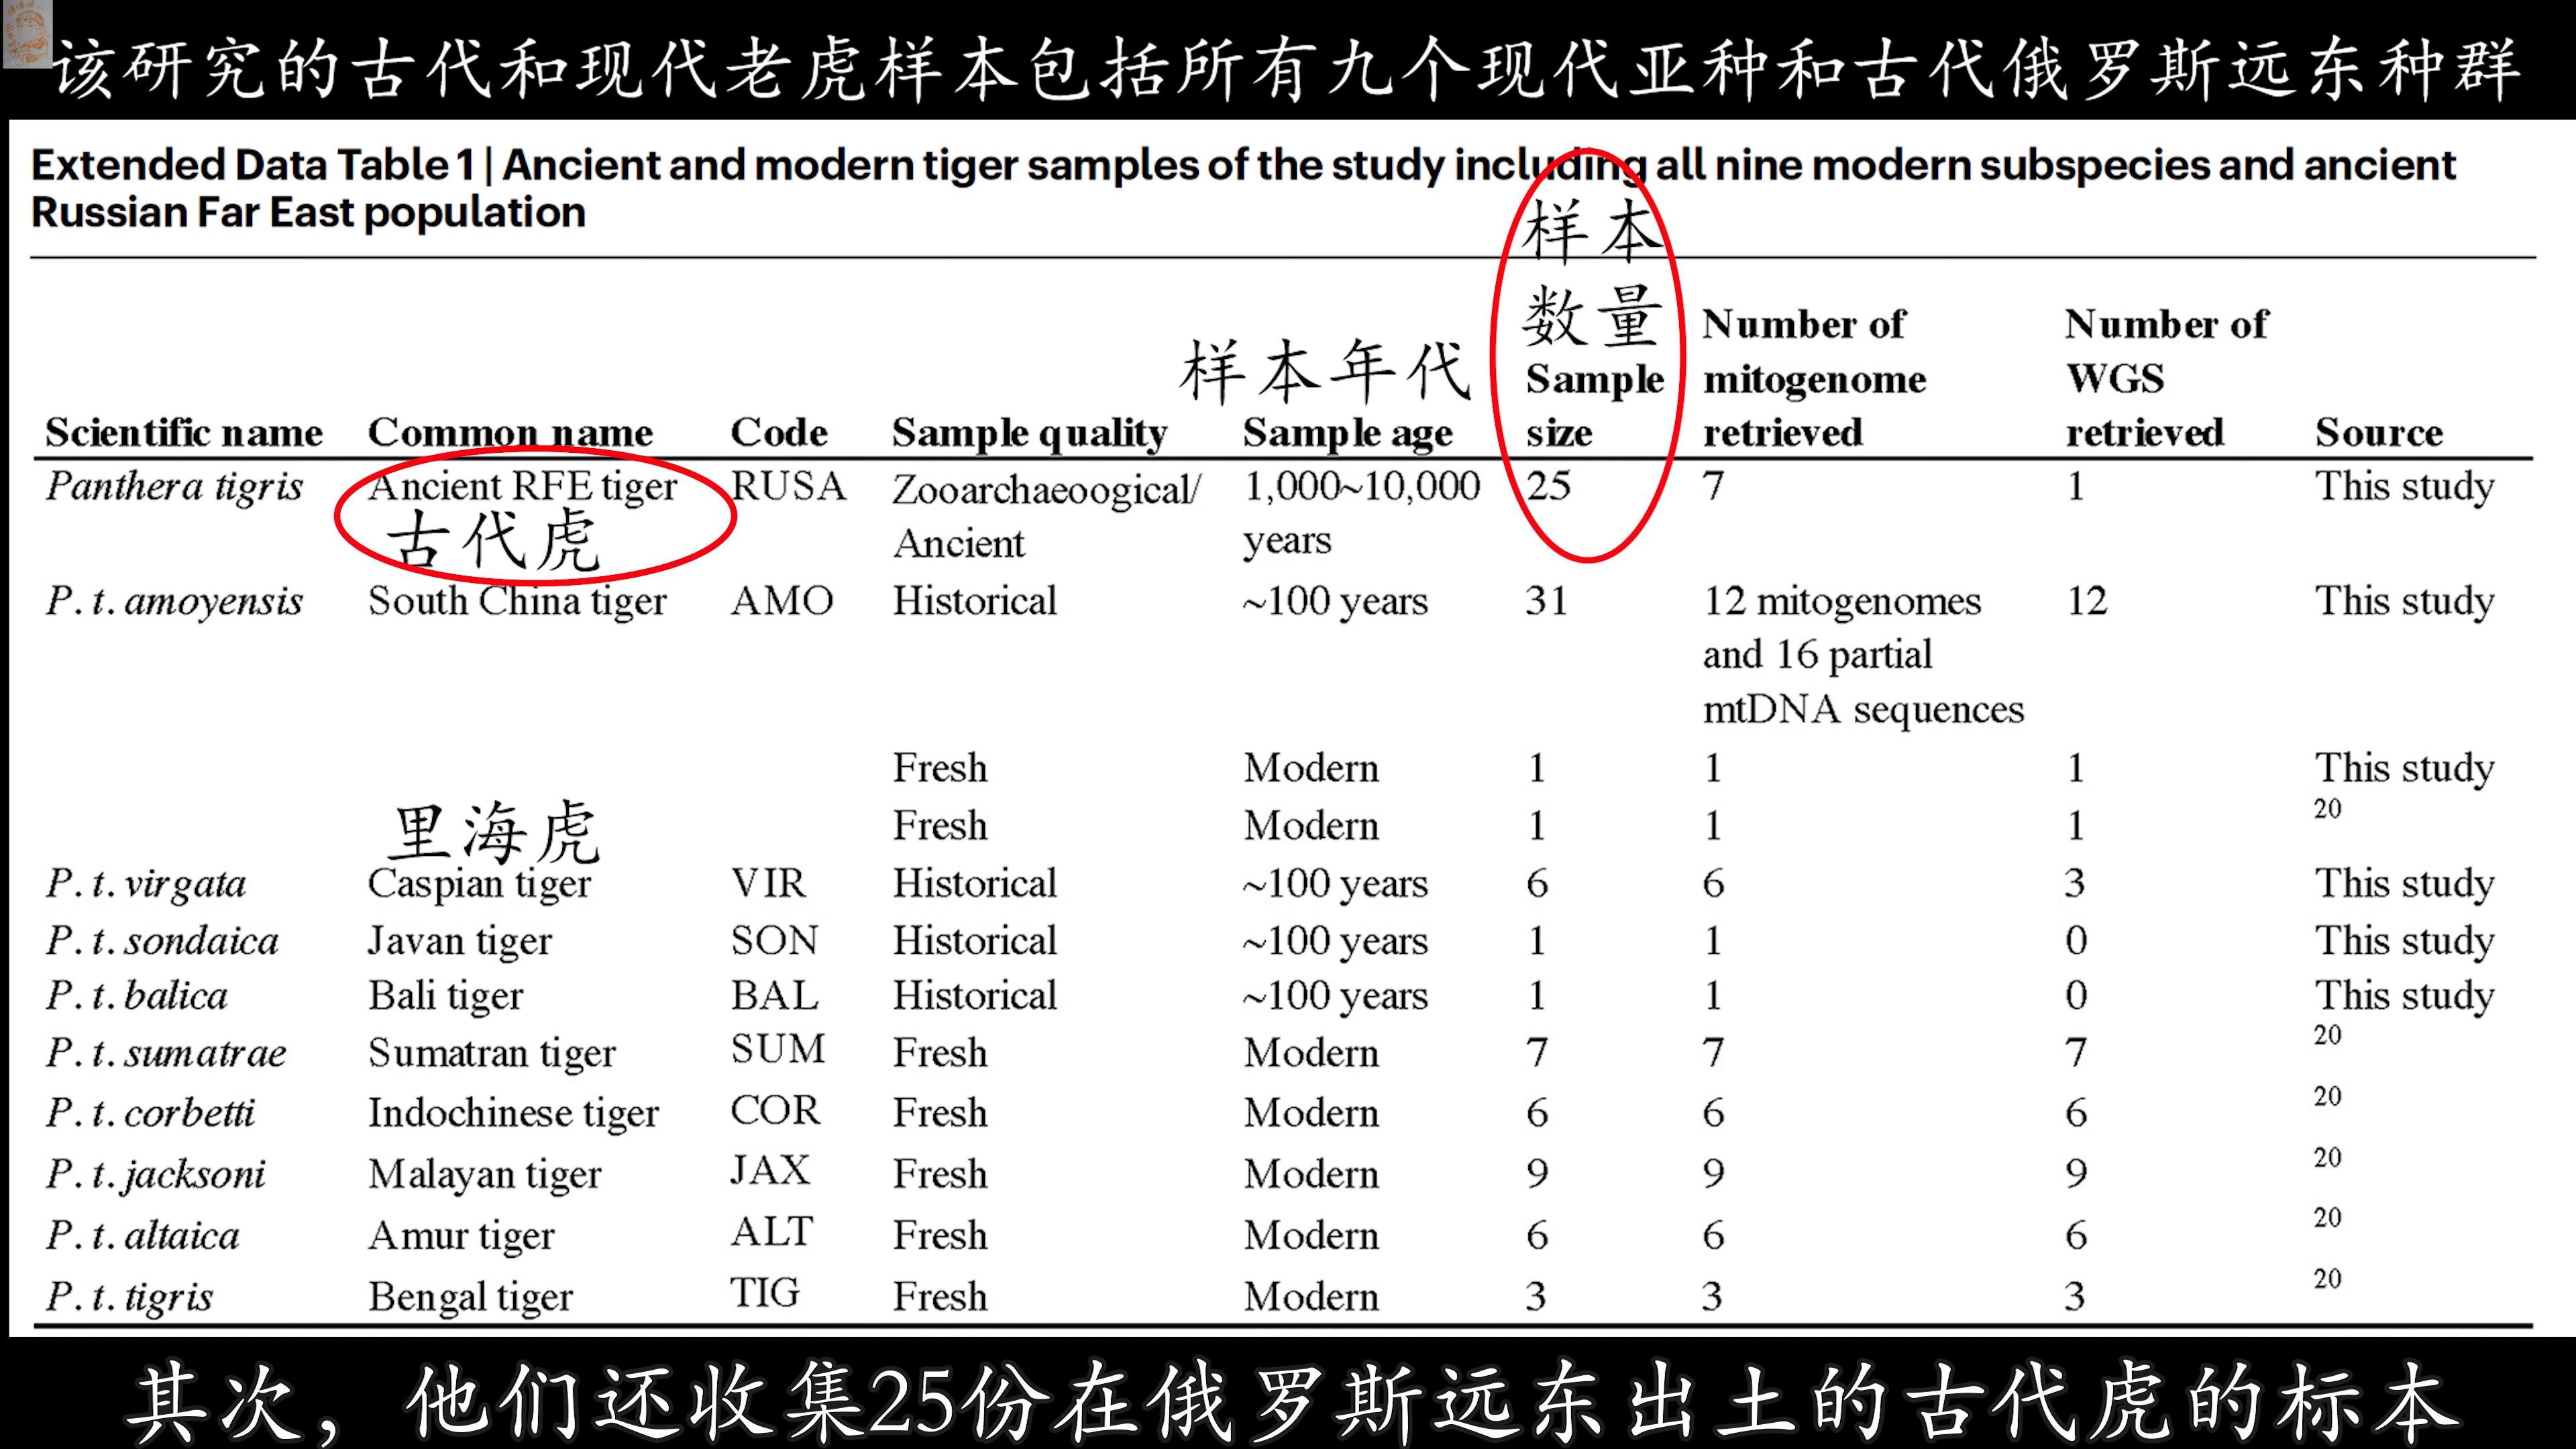 该研究的古代和现代老虎样本包括所有九个现代亚种和古代俄罗斯远东种群
Extended Data Table 1 | Ancient and modern tiger samples of the study including all nine modern subspecies and ancient
Russian Far East population
样本
数量
样本年代
Scientific name Common name Code Sample quality Sample age Sample size Number of mitogenome retrieved Number of WGS retrieved Source
Panthera tigris Ancient RFE tiger RUSA Zooarchaeoogical/ 1,000~10,000 25 7 1 This study
古代虎 Ancient years
P. t. amoyensis South China tiger AMO Historical ~100 years 31 12 mitogenomes 12 This study
and 16 partial
mtDNA sequences
Fresh Modern 1 1 1 This study
里海虎 Fresh Modern 1 1 1 20
P. t. virgata Caspian tiger VIR Historical ~100 years 6 6 3 This study
P. t. sondaica Javan tiger SON Historical ~100 years 1 1 0 This study
P. t. balica Bali tiger BAL Historical ~100 years 1 1 0 This study
P. t. sumatrae Sumatran tiger SUM Fresh Modern 7 7 7 20
P. t. corbetti Indochinese tiger COR Fresh Modern 6 6 6 20
P. t. jacksoni Malayan tiger JAX Fresh Modern 9 9 9 20
P. t. altaica Amur tiger ALT Fresh Modern 6 6 6 20
P. t. tigris Bengal tiger TIG Fresh Modern 3 3 3 20
其次，他们还收集25份在俄罗斯远东出土的古代虎的标本